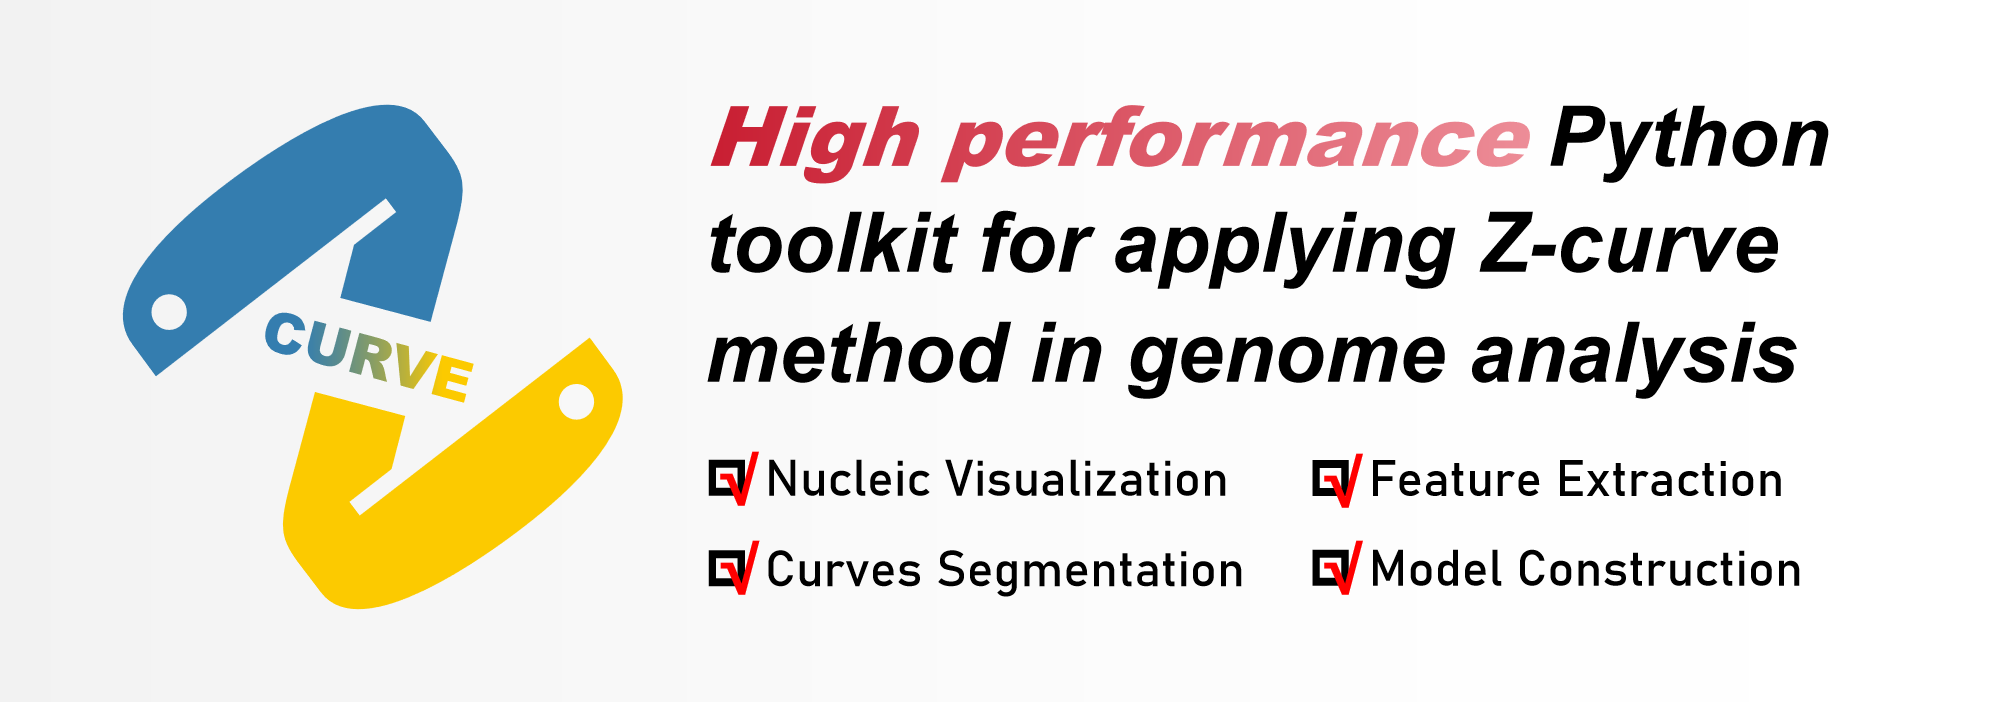 CURVE
High performance Python
toolkit for applying Z-curve
method in genome analysis
Nucleic Visualization
Feature Extraction
Curves Segmentation
Model Construction